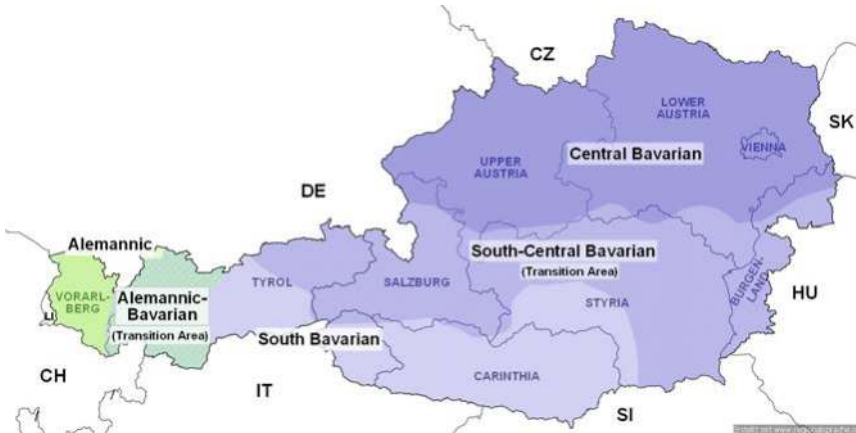 CZ
LOWER
AUSTRIA
SK
VIENNA
UPPER
AUSTRIA
Central Bavarian
DE
Alemannic
South-Central Bavarian
(Transition Area)
TYROL
SALZBURG
BURGEN-
LAND
HU
VORARL-
BERG
Alemannic-
Bavarian
(Transition Area)
STYRIA
LI
South Bavarian
CH
IT
CARINTHIA
SI